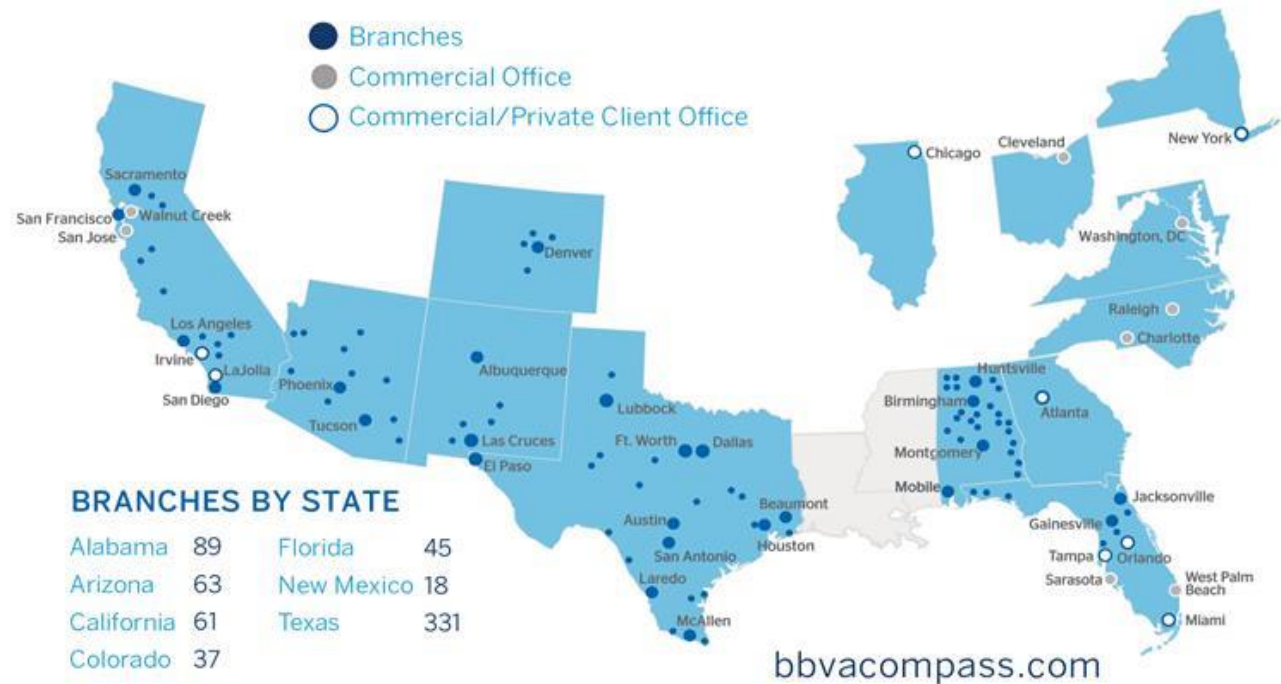 Branches
Commercial Office
Commercial/Private Client Office
Sacramento
San Francisco
Walnut Creek
San Jose
Los Angeles
Irvine
LaJolla
San Diego
Phoenix
Tucson
Denver
Albuquerque
Las Cruces
El Paso
Lubbock
Ft. Worth
Dallas
Austin
San Antonio
Beaumont
Houston
Laredo
McAllen
Chicago
Cleveland
New York
Washington, DC
Raleigh
Charlotte
Huntsville
Birmingham
Atlanta
Montgomery
Mobile
Jacksonville
Gainesville
Tampa
Orlando
Sarasota
West Palm
Beach
Miami
BRANCHES BY STATE
Alabama 89 Florida 45
Arizona 63 New Mexico 18
California 61 Texas 331
Colorado 37
bbvacompass.com